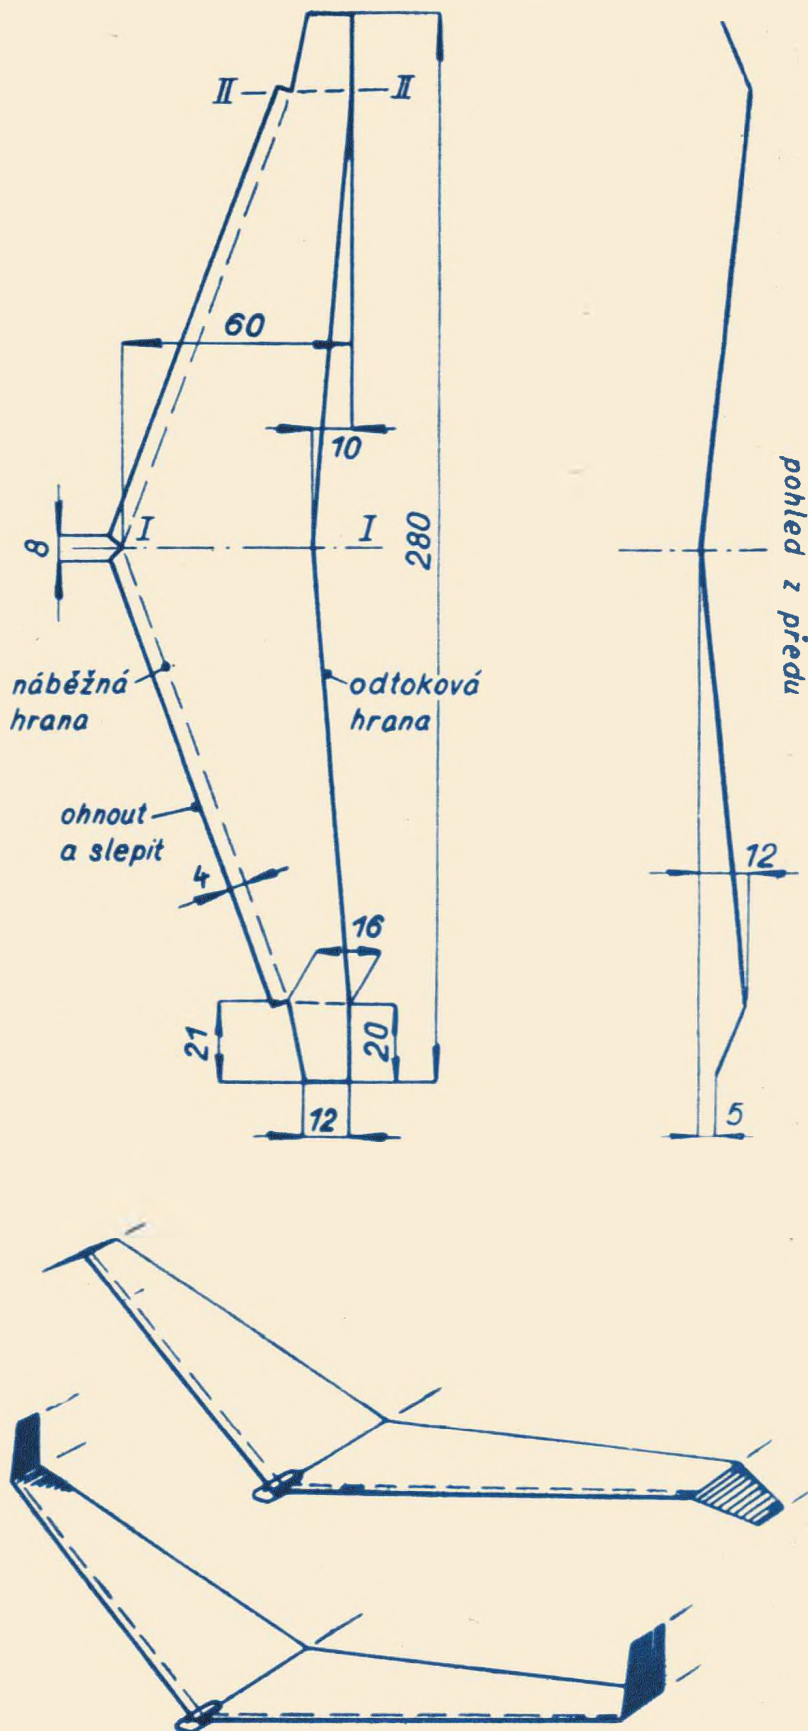 II II
60
10
I I
8
280
pohled z předu
náběžná
hrana
odtoková
hrana
ohnout
a slepit
4
12
16
21
20
12
5